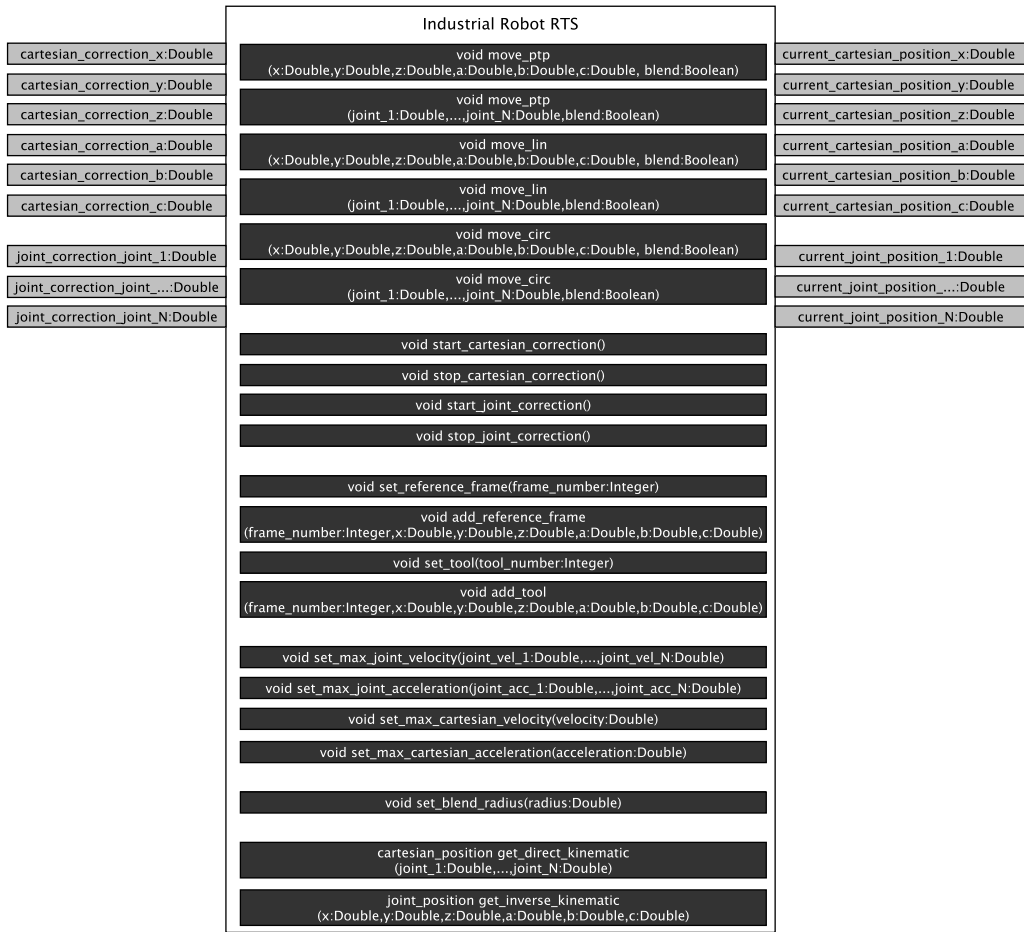 Industrial Robot RTS
cartesian_correction_x:Double
cartesian_correction_y:Double
cartesian_correction_z:Double
cartesian_correction_a:Double
cartesian_correction_b:Double
cartesian_correction_c:Double
joint_correction_joint_1:Double
joint_correction_joint_...:Double
joint_correction_joint_N:Double
void move_ptp
(x:Double,y:Double,z:Double,a:Double,b:Double,c:Double, blend:Boolean)
void move_ptp
(joint_1:Double,...,joint_N:Double,blend:Boolean)
void move_lin
(x:Double,y:Double,z:Double,a:Double,b:Double,c:Double, blend:Boolean)
void move_lin
(joint_1:Double,...,joint_N:Double,blend:Boolean)
void move_circ
(x:Double,y:Double,z:Double,a:Double,b:Double,c:Double, blend:Boolean)
void move_circ
(joint_1:Double,...,joint_N:Double,blend:Boolean)
void start_cartesian_correction()
void stop_cartesian_correction()
void start_joint_correction()
void stop_joint_correction()
void set_reference_frame(frame_number:Integer)
void add_reference_frame
(frame_number:Integer,x:Double,y:Double,z:Double,a:Double,b:Double,c:Double)
void set_tool(tool_number:Integer)
void add_tool
(frame_number:Integer,x:Double,y:Double,z:Double,a:Double,b:Double,c:Double)
void set_max_joint_velocity(joint_vel_1:Double,...,joint_vel_N:Double)
void set_max_joint_acceleration(joint_acc_1:Double,...,joint_acc_N:Double)
void set_max_cartesian_velocity(velocity:Double)
void set_max_cartesian_acceleration(acceleration:Double)
void set_blend_radius(radius:Double)
cartesian_position get_direct_kinematic
(joint_1:Double,...,joint_N:Double)
joint_position get_inverse_kinematic
(x:Double,y:Double,z:Double,a:Double,b:Double,c:Double)
current_cartesian_position_x:Double
current_cartesian_position_y:Double
current_cartesian_position_z:Double
current_cartesian_position_a:Double
current_cartesian_position_b:Double
current_cartesian_position_c:Double
current_joint_position_1:Double
current_joint_position_...:Double
current_joint_position_N:Double